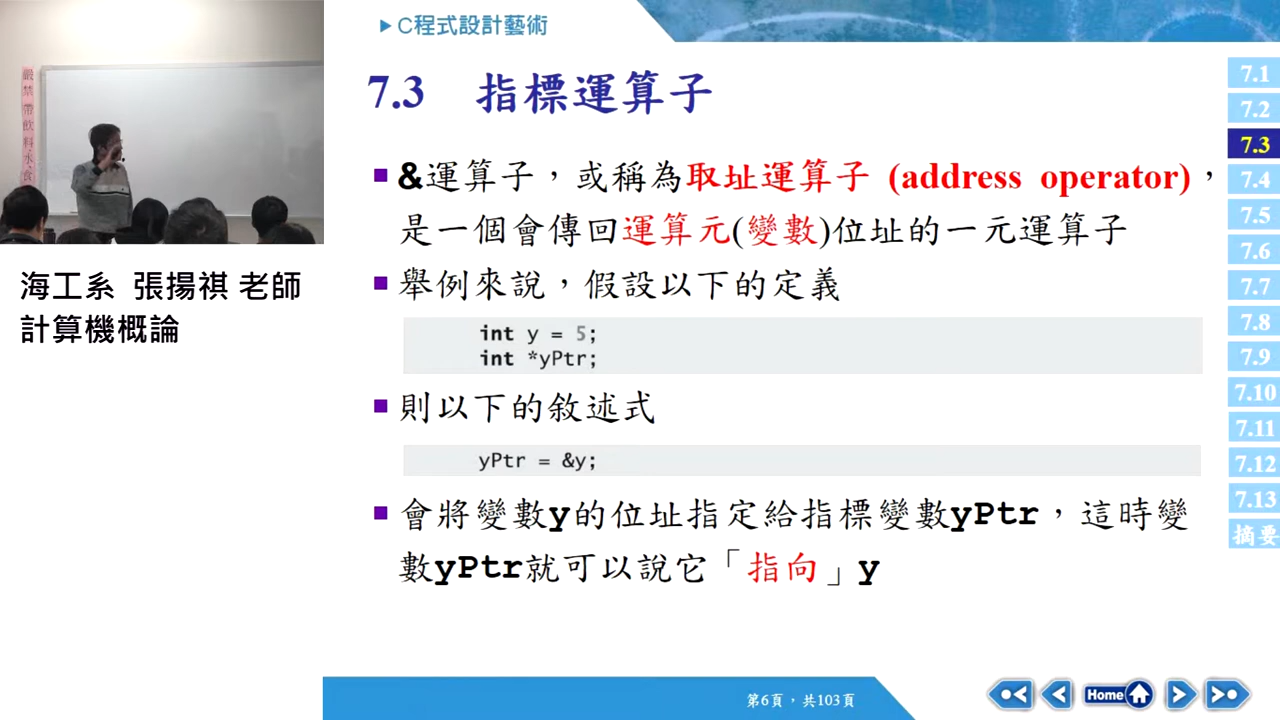 嚴禁帶飲料水食
海工系 張揚祺 老師
計算機概論
C程式設計藝術
7.3 指標運算子
&運算子,或稱為取址運算子 (address operator),
是一個會傳回運算元(變數)位址的一元運算子
舉例來說,假設以下的定義
int y = 5;
int *yPtr;
則以下的敘述式
yPtr = &y;
會將變數y的位址指定給指標變數yPtr,這時變
數yPtr就可以說它「指向」y
7.1
7.2
7.3
7.4
7.5
7.6
7.7
7.8
7.9
7.10
7.11
7.12
7.13
摘要
第6頁,共103頁
Home